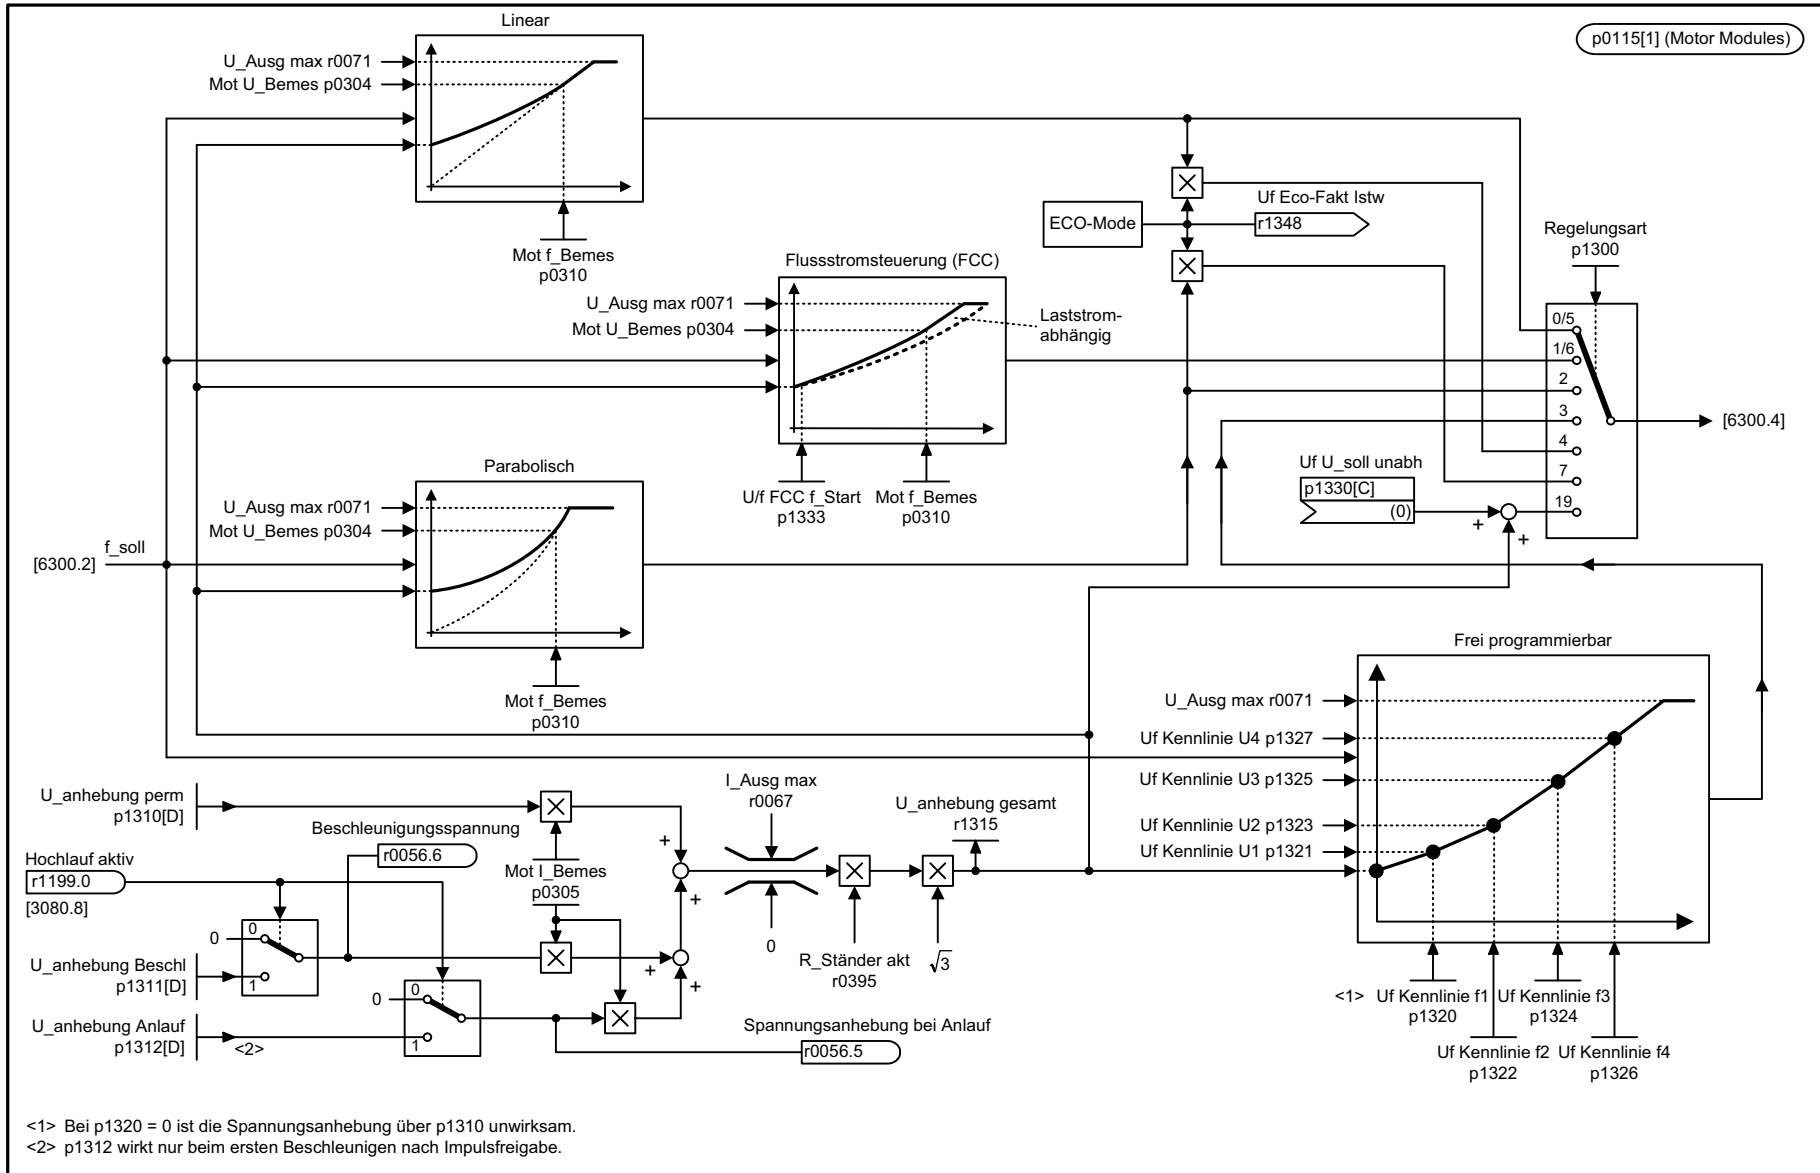 Linear
p0115[1] (Motor Modules)
U_Ausg max r0071
Mot U_Bemes p0304
Mot f_Bemes
p0310
ECO-Mode
Uf Eco-Fakt Istw
r1348
Regelungsart
p1300
Flussstromsteuerung (FCC)
U_Ausg max r0071
Mot U_Bemes p0304
Laststrom-
abhängig
U/f FCC f_Start
p1333
Mot f_Bemes
p0310
0/5
1/6
2
3
4
7
19
[6300.4]
Uf U_soll unabh
p1330[C]
(0)
+
+
Parabolisch
U_Ausg max r0071
Mot U_Bemes p0304
[6300.2]
f_soll
Mot f_Bemes
p0310
Frei programmierbar
U_Ausg max r0071
Uf Kennlinie U4 p1327
Uf Kennlinie U3 p1325
Uf Kennlinie U2 p1323
Uf Kennlinie U1 p1321
<1>
Uf Kennlinie f1
p1320
Uf Kennlinie f3
p1324
Uf Kennlinie f2
p1322
Uf Kennlinie f4
p1326
U_anhebung perm
p1310[D]
Beschleunigungsspannung
r0056.6
Hochlauf aktiv
r1199.0
[3080.8]
Mot I_Bemes
p0305
I_Ausg max
r0067
U_anhebung gesamt
r1315
+
+
0
R_Ständer akt
r0395
√3
0
0
1
U_anhebung Beschl
p1311[D]
+
+
0
0
1
U_anhebung Anlauf
p1312[D]
<2>
Spannungsanhebung bei Anlauf
r0056.5
<1> Bei p1320 = 0 ist die Spannungsanhebung über p1310 unwirksam.
<2> p1312 wirkt nur beim ersten Beschleunigen nach Impulsfreigabe.